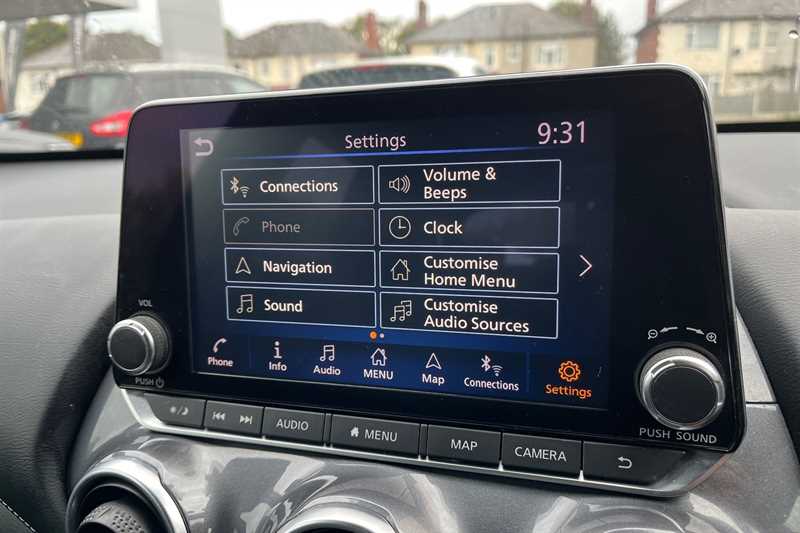 Settings
9:31
Connections
Volume &
Beeps
Phone
Clock
Navigation
Customise
Home Menu
Sound
Customise
Audio Sources
Phone
Info
Audio
MENU
Map
Connections
Settings
VOL
PUSH
PUSH SOUND
AUDIO
MENU
MAP
CAMERA